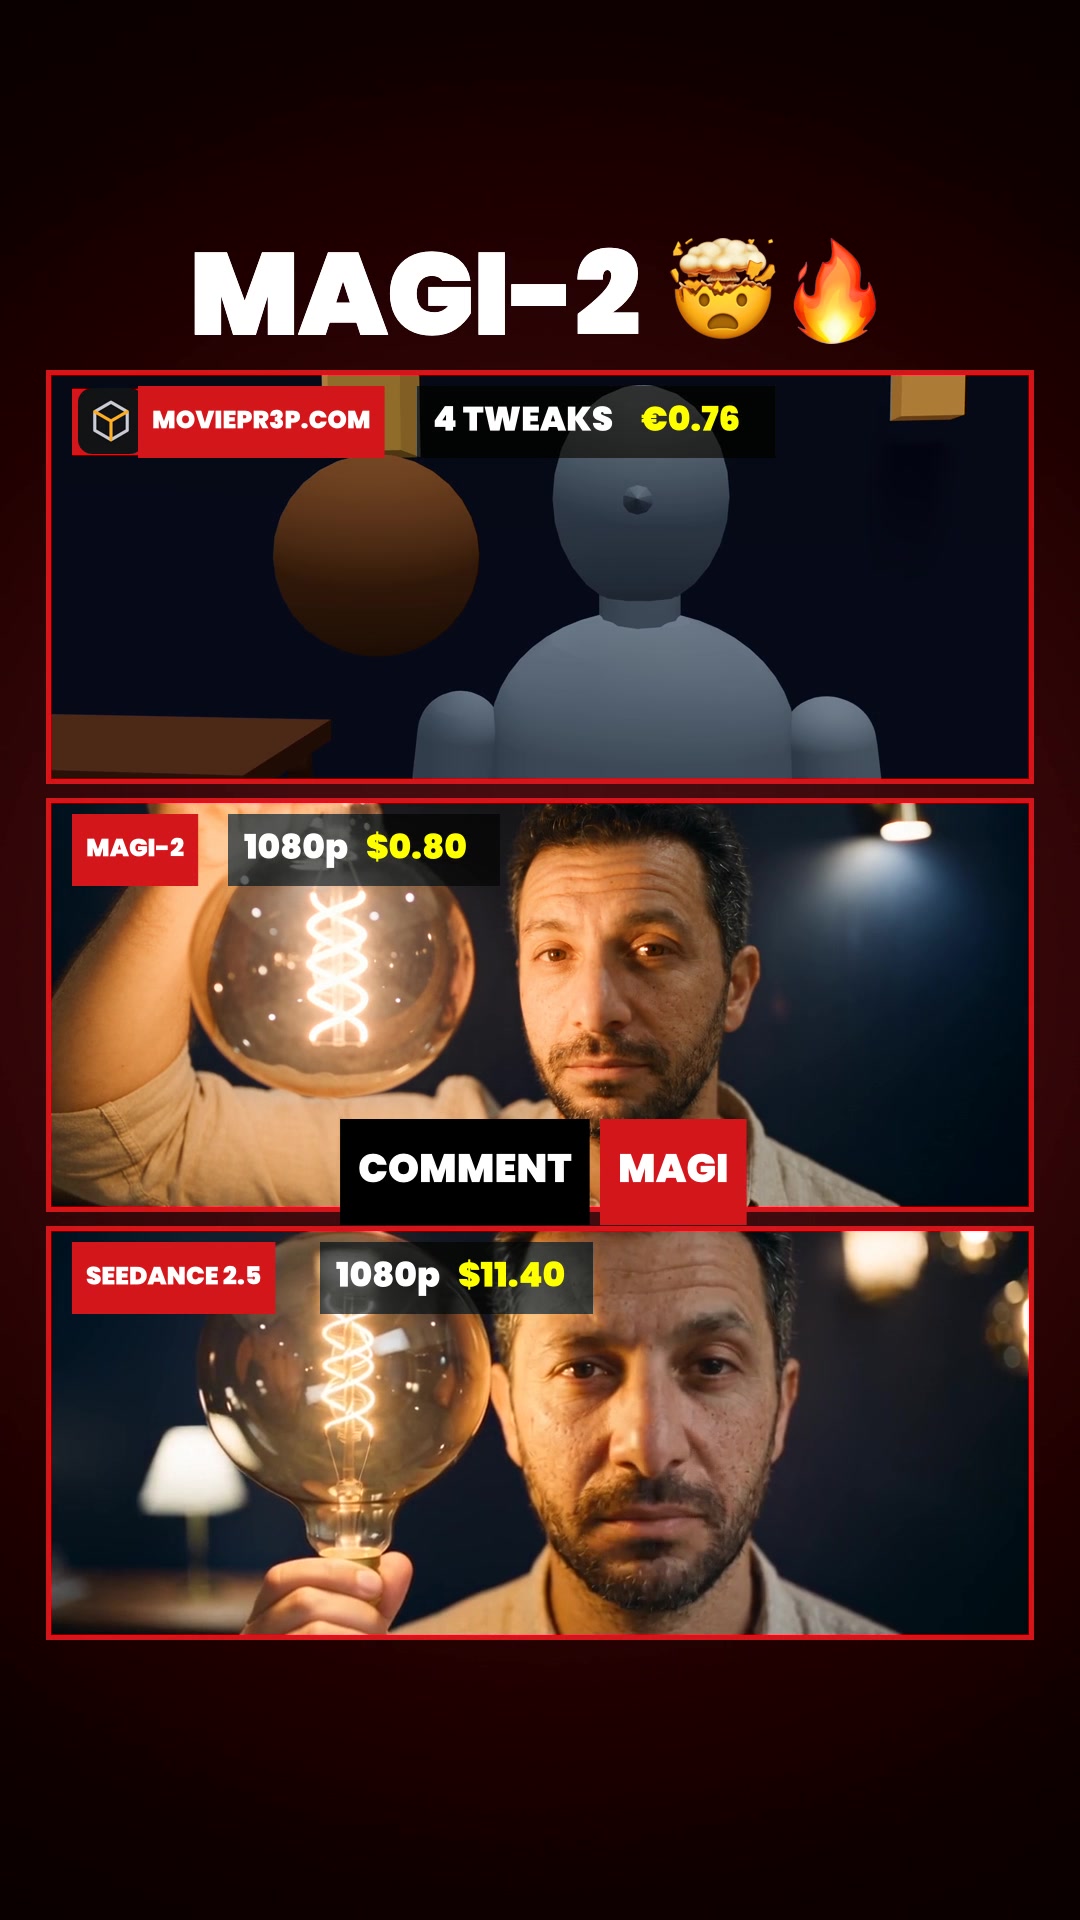 MAGI-2 🤯🔥
MOVIEPR3P.COM 4 TWEAKS €0.76
MAGI-2 1080p $0.80
COMMENT MAGI
SEEDANCE 2.5 1080p $11.40